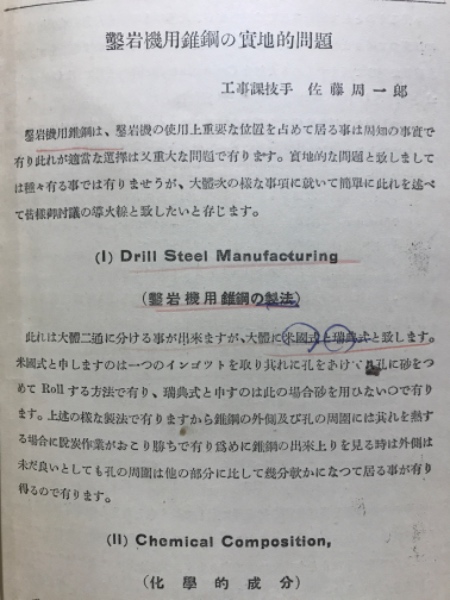 鑿岩機用錐鋼の實地的問題
工事課技手 佐藤周一郎
鑿岩機用錐鋼は、鑿岩機の使用上重要な位置を占めて居る事は周知の事實で
有り此れが適當な選擇は又重大な問題で有ります。實地的な問題と致しまして
は種々有る事では有りませうが、大體次の様な事項に就いて簡單に此れを述べ
て皆様御討議の導火線と致したいと存じます。
(I) Drill Steel Manufacturing
(鑿岩機用錐鋼の製法)
此れは大體二通に分ける事が出來ますが、大體に米國式と瑞典式と致します。
米國式と申しますのは一つのインゴツトを取り其れに孔をあけ 孔に砂をつ
めて Roll する方法で有り、瑞典式と申すのは此の場合砂を用ひない〇で有り
ます。上述の様な製法で有りますから錐鋼の外側及び孔の周圍には其れを熱す
る場合に脱炭作業がおこり勝ちで有り爲めに錐鋼の出來上りを見る時は外側は
未だ良いとしても孔の周圍は他の部分に比して幾分軟かになつて居る事が有り
得るので有ります。
(II) Chemical Composition,
(化學的成分)